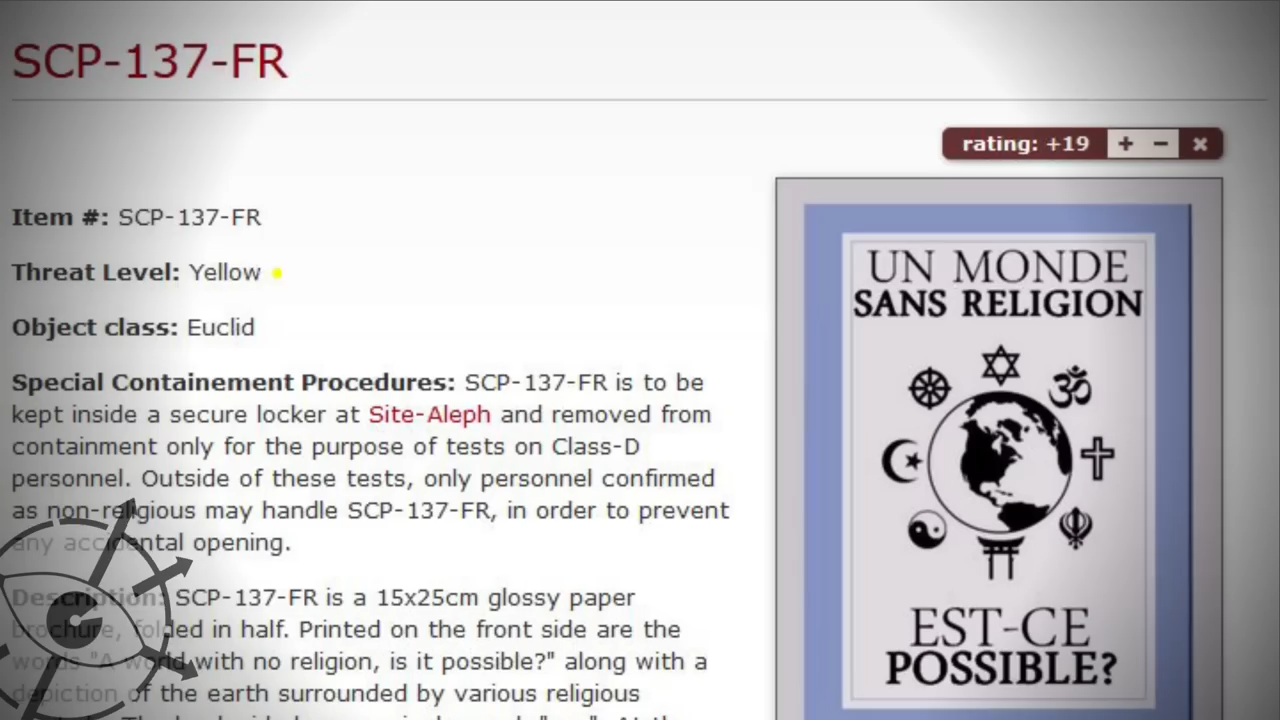 SCP-137-FR
rating: +19 + − ×
Item #: SCP-137-FR
Threat Level: Yellow
Object class: Euclid
Special Containement Procedures: SCP-137-FR is to be
kept inside a secure locker at Site-Aleph and removed from
containment only for the purpose of tests on Class-D
personnel. Outside of these tests, only personnel confirmed
as non-religious may handle SCP-137-FR, in order to prevent
any accidental opening.
Description: SCP-137-FR is a 15x25cm glossy paper
brochure, folded in half. Printed on the front side are the
words "A world with no religion, is it possible?" along with a
depiction of the earth surrounded by various religious
UN MONDE
SANS RELIGION
EST-CE
POSSIBLE?